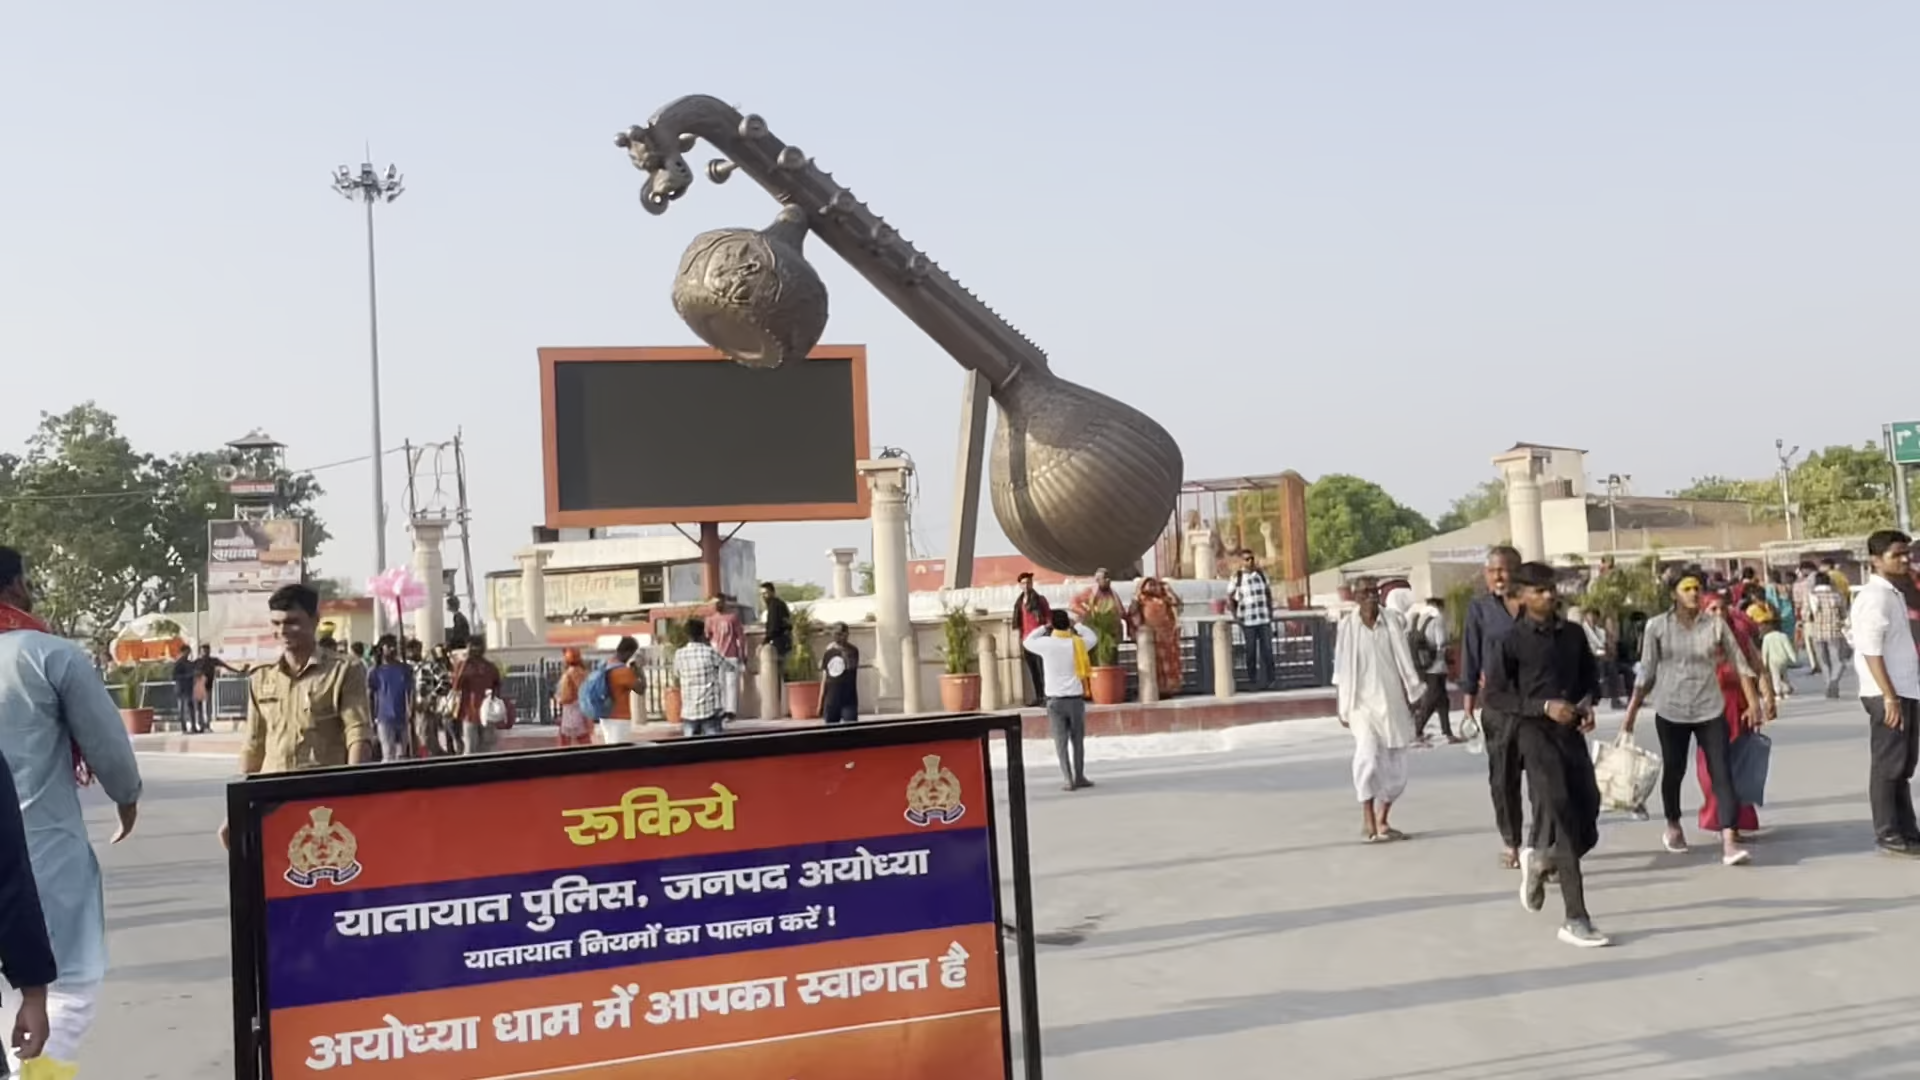 रूकिये
यातायात पुलिस, जनपद अयोध्या
यातायात नियमों का पालन करें !
अयोध्या धाम में आपका स्वागत है